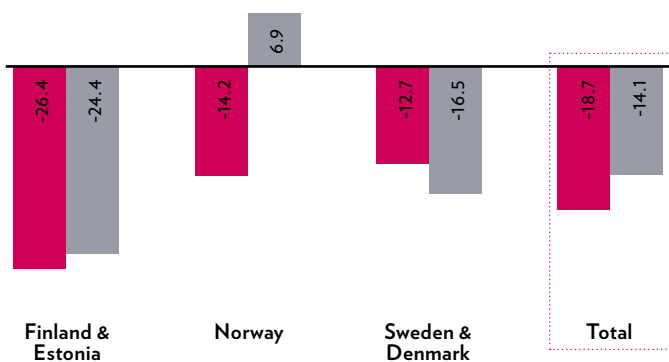 6.9
-26.4
-24.4
-14.2
-12.7
-16.5
-18.7
-14.1
Finland &
Estonia
Norway
Sweden &
Denmark
Total